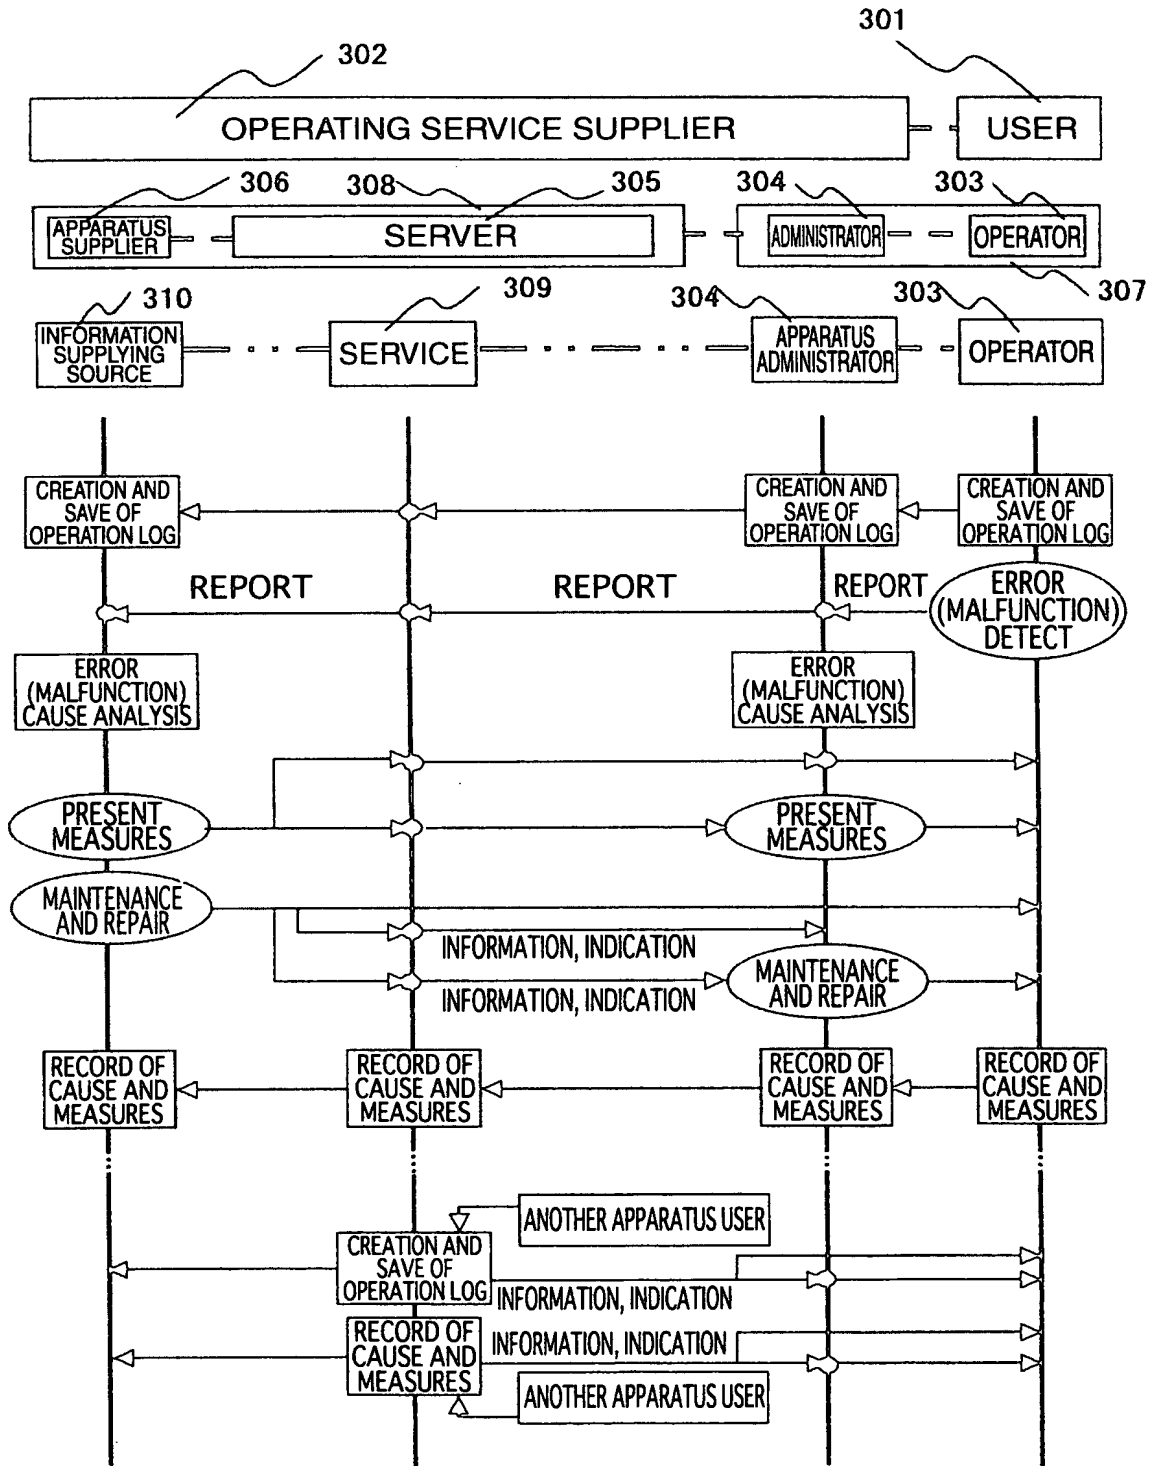 301
302
OPERATING SERVICE SUPPLIER
USER
306
308
305
304
303
APPARATUS
SUPPLIER
SERVER
ADMINISTRATOR
OPERATOR
310
309
304
303
307
INFORMATION
SUPPLYING
SOURCE
SERVICE
APPARATUS
ADMINISTRATOR
OPERATOR
CREATION AND
SAVE OF
OPERATION LOG
CREATION AND
SAVE OF
OPERATION LOG
CREATION AND
SAVE OF
OPERATION LOG
REPORT
REPORT
REPORT
ERROR
(MALFUNCTION)
DETECT
ERROR
(MALFUNCTION)
CAUSE ANALYSIS
ERROR
(MALFUNCTION)
CAUSE ANALYSIS
PRESENT
MEASURES
PRESENT
MEASURES
MAINTENANCE
AND REPAIR
INFORMATION, INDICATION
MAINTENANCE
AND REPAIR
INFORMATION, INDICATION
RECORD OF
CAUSE AND
MEASURES
RECORD OF
CAUSE AND
MEASURES
RECORD OF
CAUSE AND
MEASURES
RECORD OF
CAUSE AND
MEASURES
ANOTHER APPARATUS USER
CREATION AND
SAVE OF
OPERATION LOG
INFORMATION, INDICATION
RECORD OF
CAUSE AND
MEASURES
INFORMATION, INDICATION
ANOTHER APPARATUS USER